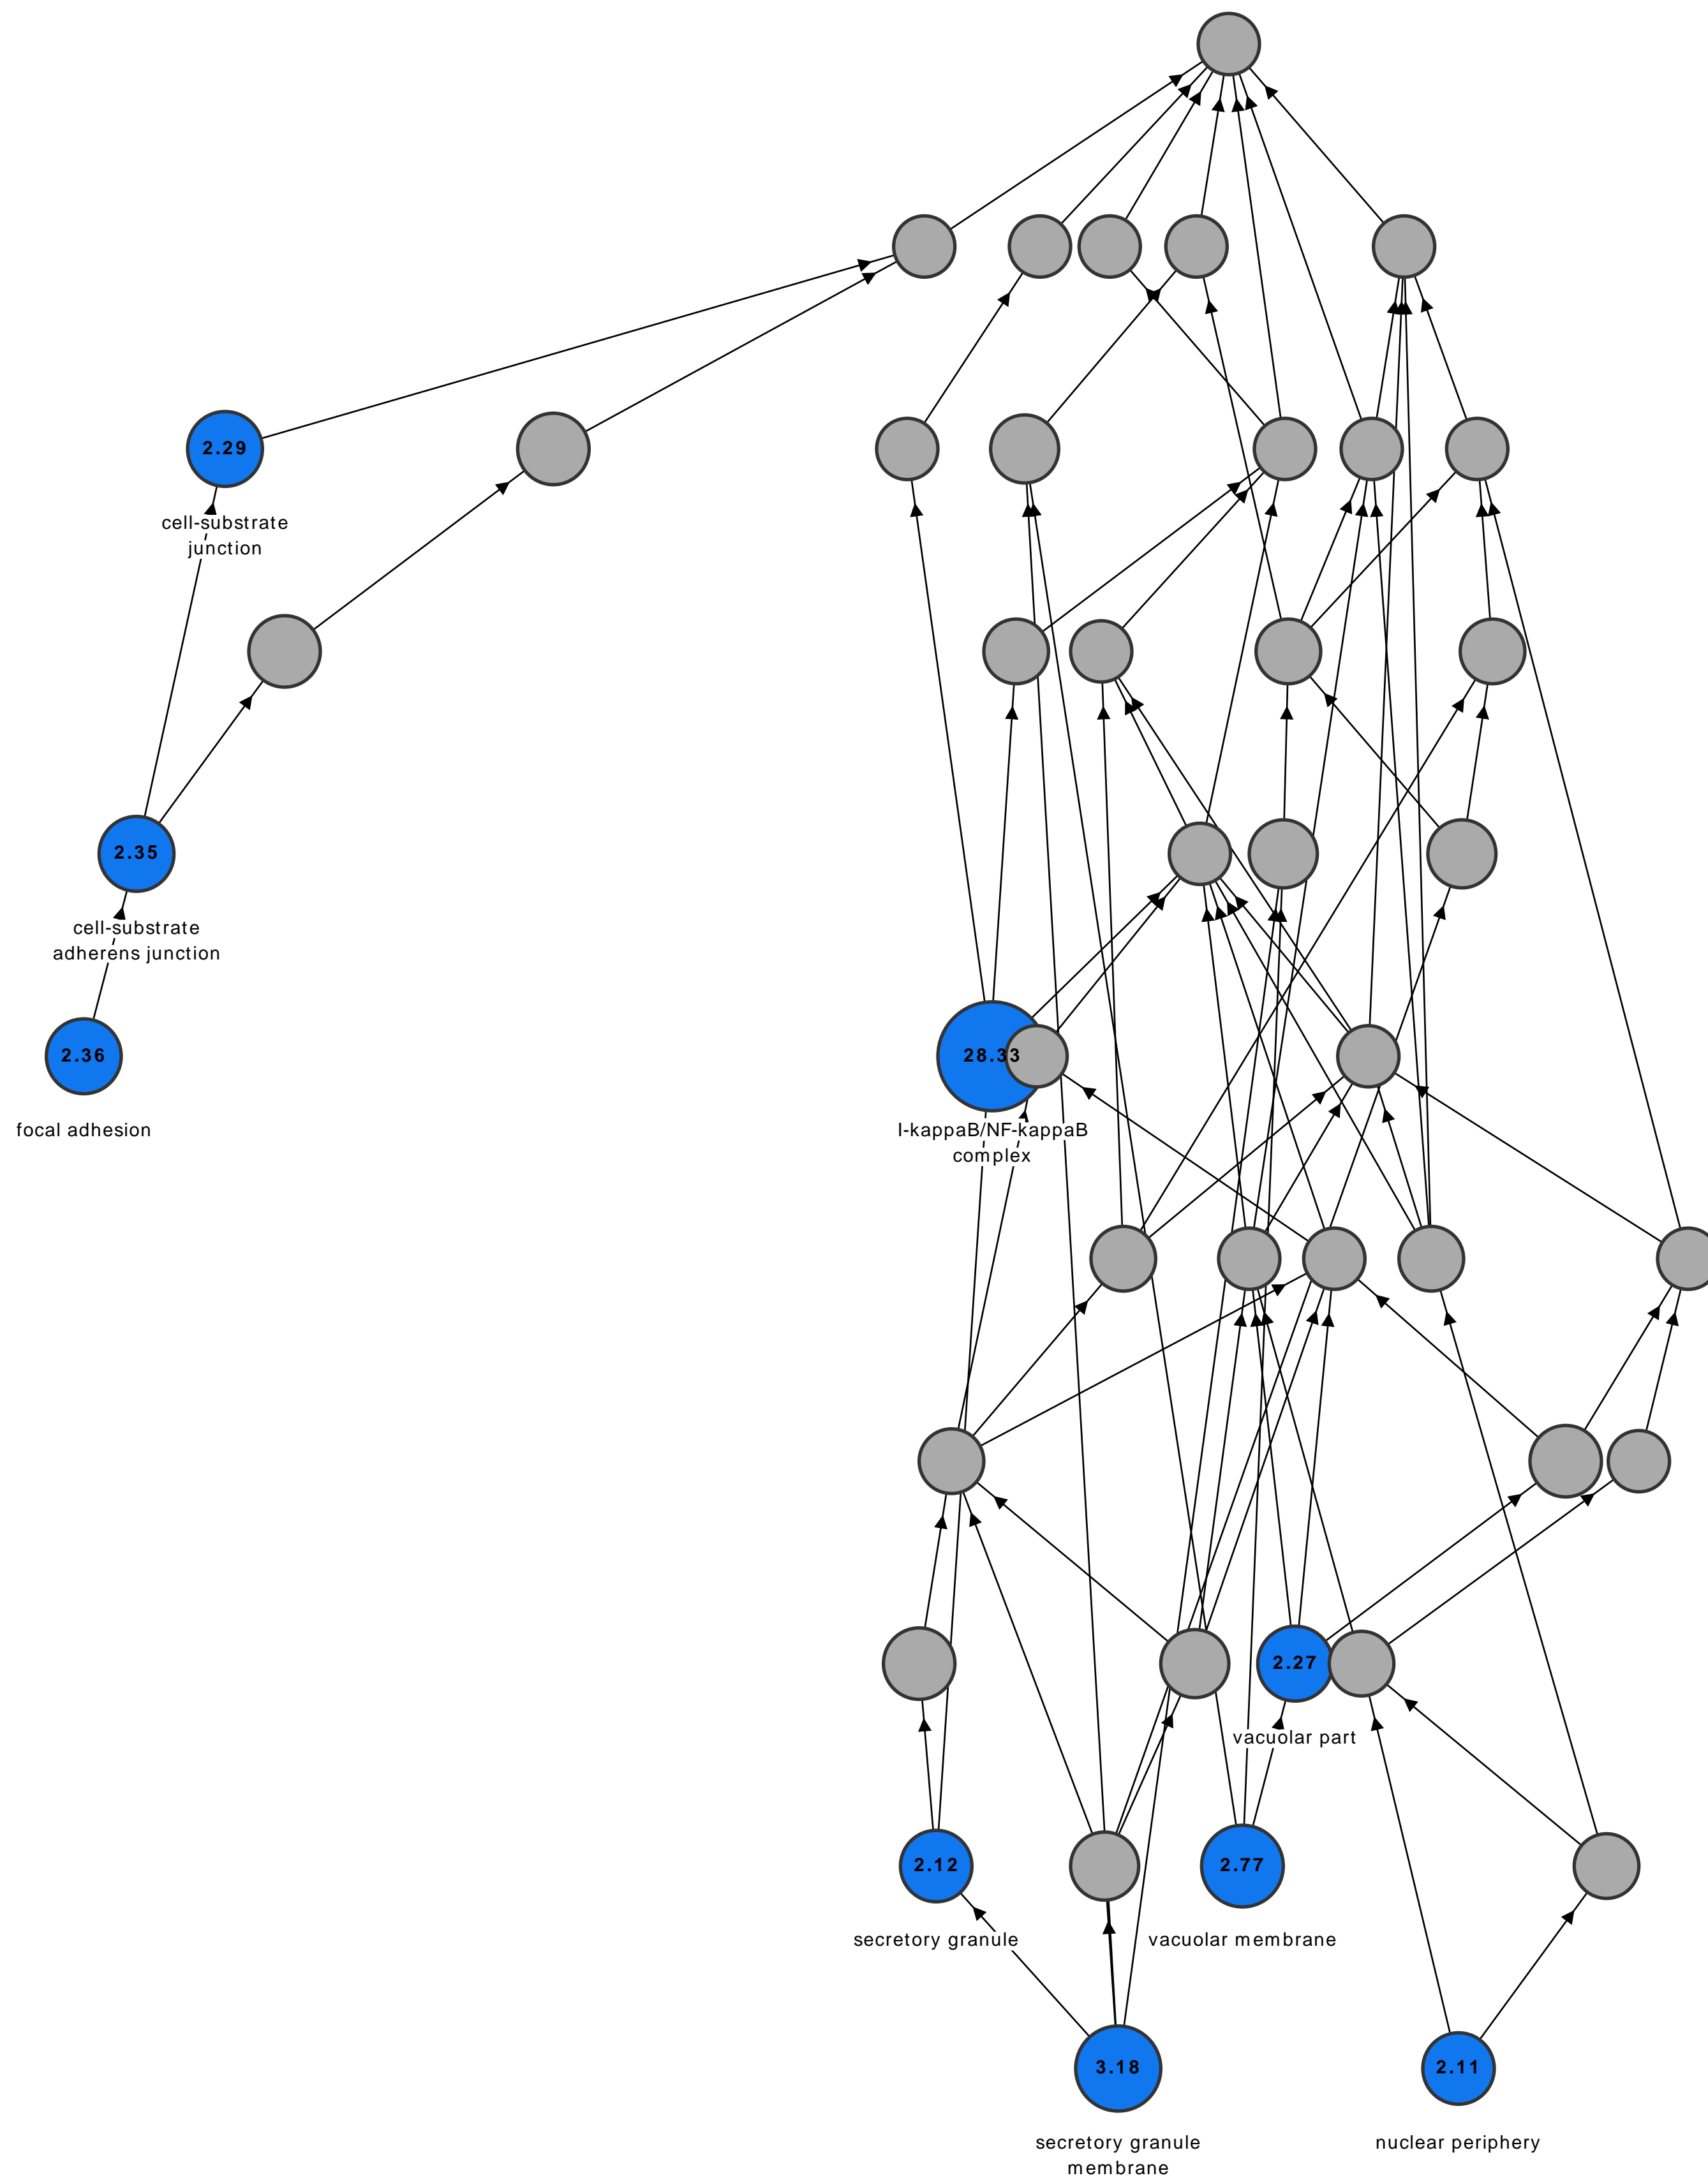 2.29
cell-substrate
junction
2.35
cell-substrate
adherens junction
2.36
focal adhesion
28.33
I-kappaB/NF-kappaB
complex
2.27
vacuolar part
2.12
secretory granule
2.77
vacuolar membrane
3.18
secretory granule
membrane
2.11
nuclear periphery